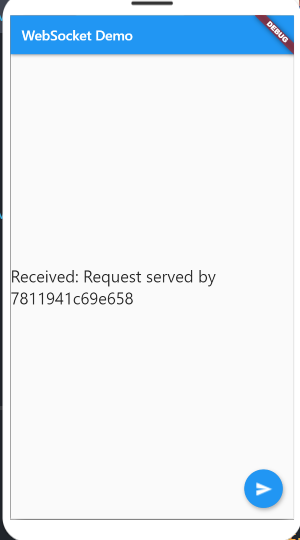 WebSocket Demo
DEBUG
Received: Request served by
7811941c69e658